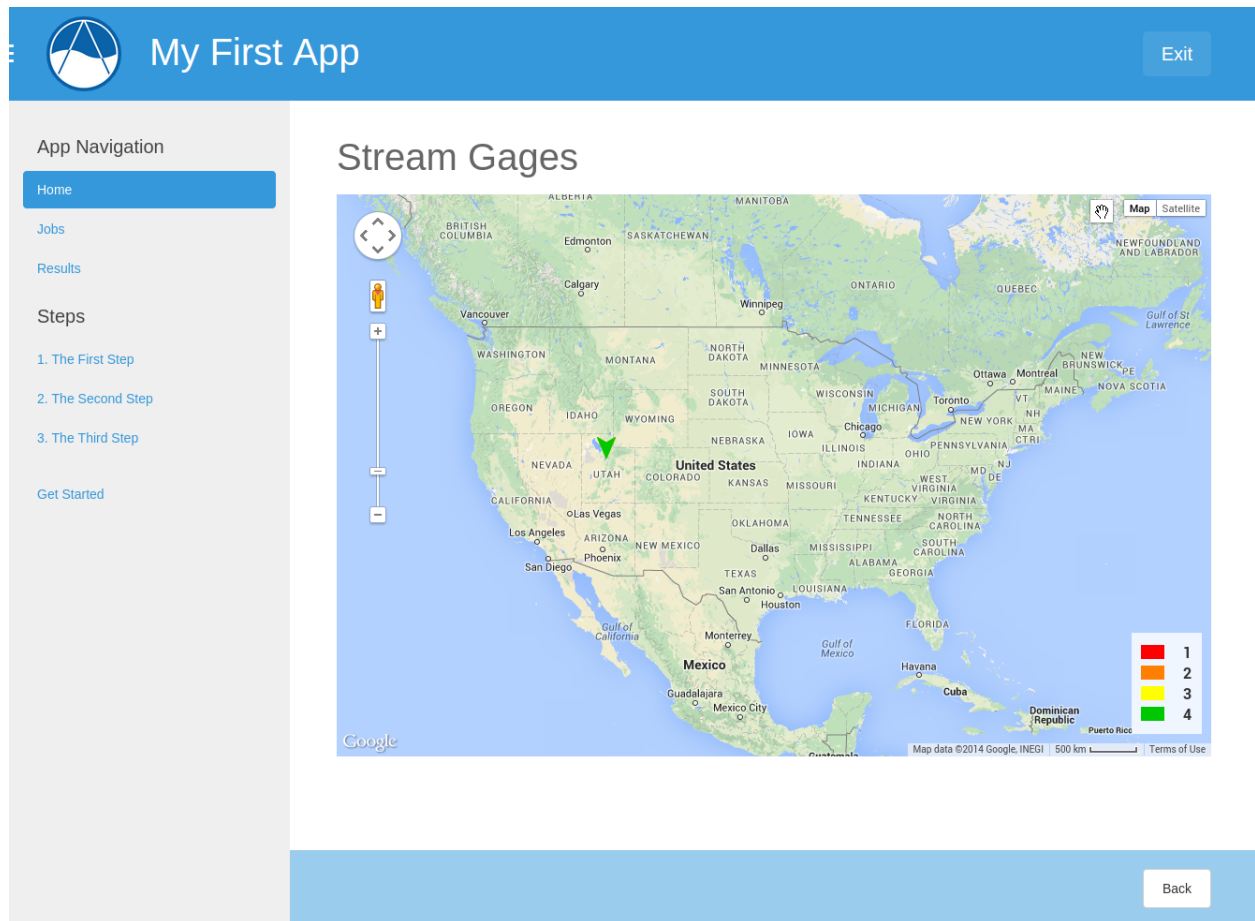 My First App
Exit
App Navigation
Home
Jobs
Results
Steps
1. The First Step
2. The Second Step
3. The Third Step
Get Started
Stream Gages
Map
Satellite
ALBERTA
MANITOBA
BRITISH
COLUMBIA
Edmonton
SASKATCHEWAN
NEWFOUNDLAND
AND LABRADOR
Calgary
ONTARIO
QUEBEC
Winnipeg
Vancouver
Gulf of St
Lawrence
WASHINGTON
MONTANA
NORTH
DAKOTA
MINNESOTA
NEW
BRUNSWICK
PE
Ottawa
Montreal
MAINE
NOVA SCOTIA
OREGON
IDAHO
WYOMING
SOUTH
DAKOTA
WISCONSIN
MICHIGAN
Toronto
VT
NH
NEW YORK
MA
CT
RI
Chicago
NEBRASKA
IOWA
ILLINOIS
OHIO
PENNSYLVANIA
NEVADA
UTAH
COLORADO
United States
KANSAS
MISSOURI
INDIANA
MD
NJ
DE
WEST
VIRGINIA
KENTUCKY
VIRGINIA
CALIFORNIA
Las Vegas
OKLAHOMA
TENNESSEE
NORTH
CAROLINA
Los Angeles
ARIZONA
NEW MEXICO
Phoenix
San Diego
Dallas
MISSISSIPPI
SOUTH
CAROLINA
ALABAMA
GEORGIA
TEXAS
San Antonio
LOUISIANA
Houston
FLORIDA
Gulf of
California
Monterrey
Gulf of
Mexico
Mexico
Havana
Cuba
Guadalajara
Mexico City
Dominican
Republic
Puerto Rico
Guatemala
1
2
3
4
Google
Map data ©2014 Google, INEGI
500 km
Terms of Use
Back